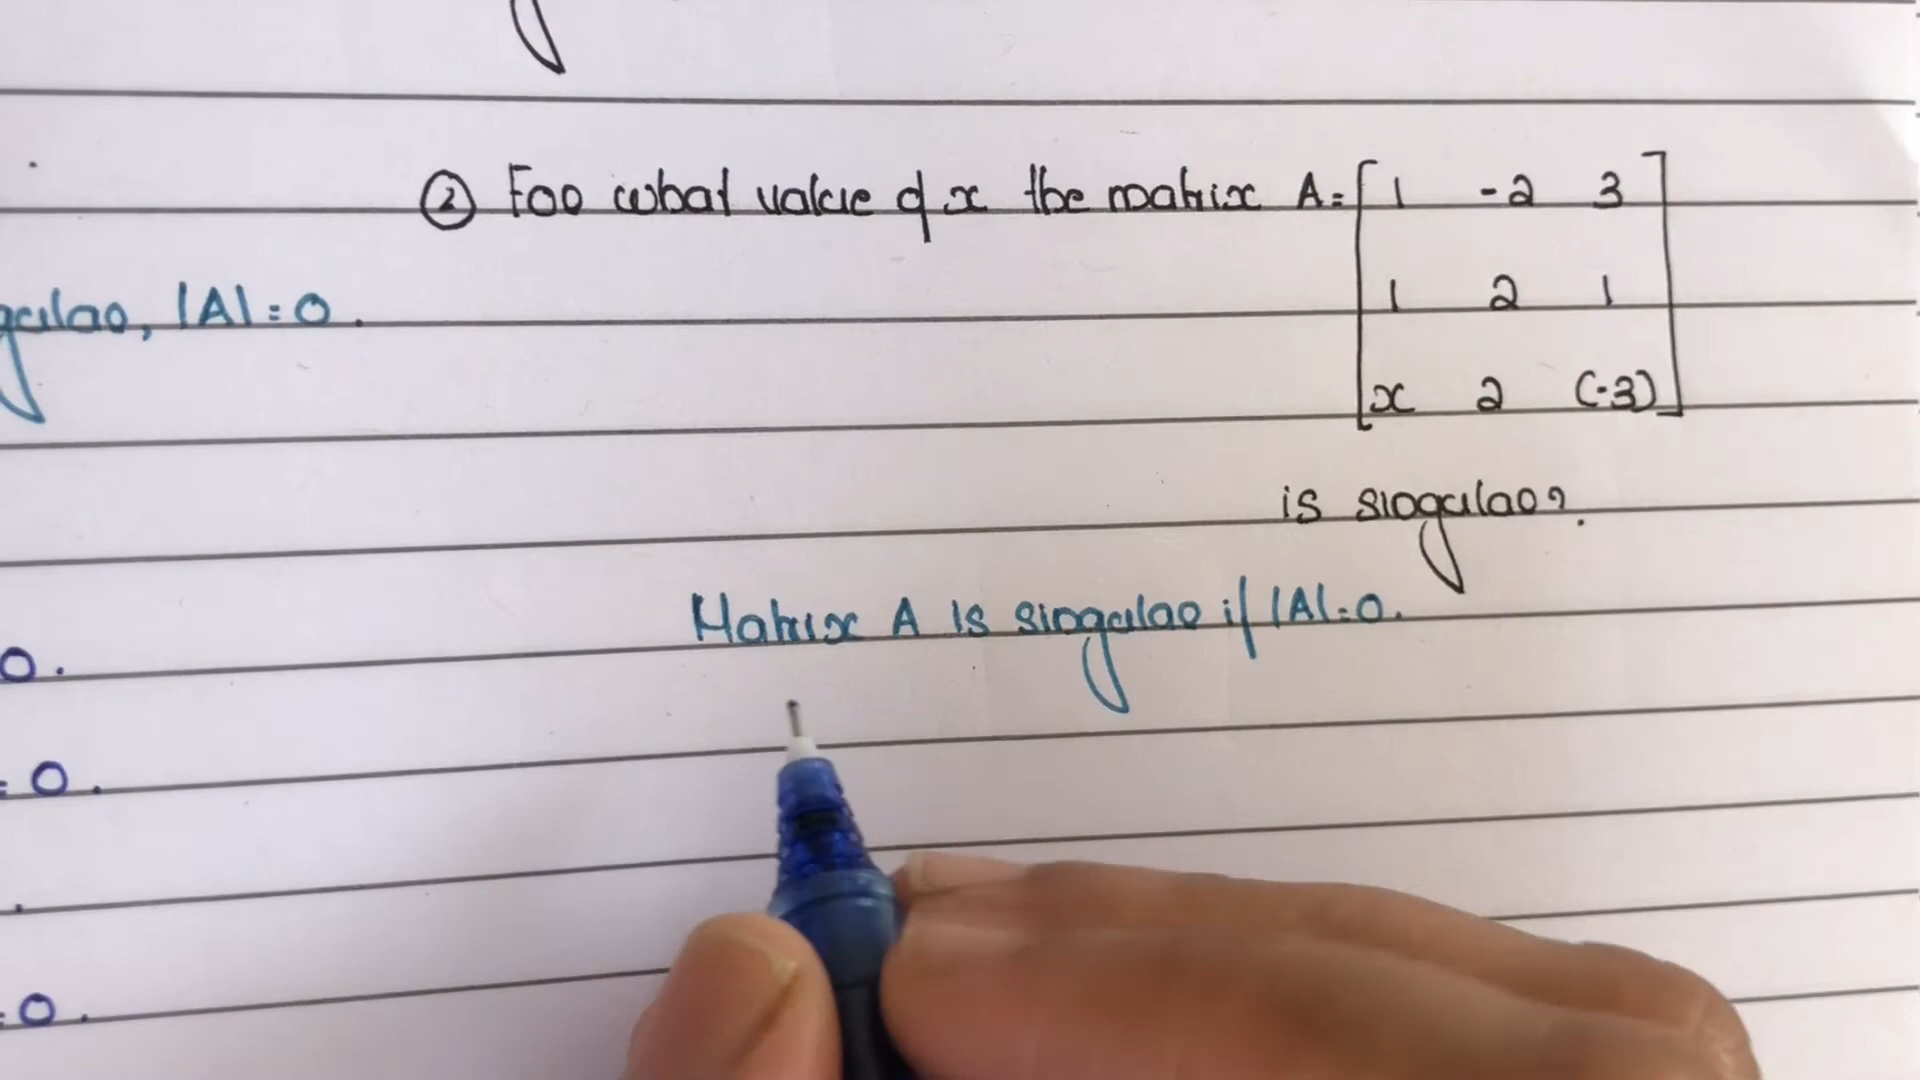 ② For what value of x the matrix A = [ 1 -2 3
1 2 1
x 2 (-3) ]
|A| = 0.
is singular?
Matrix A is singular if |A| = 0.
0.
= 0.
= 0.